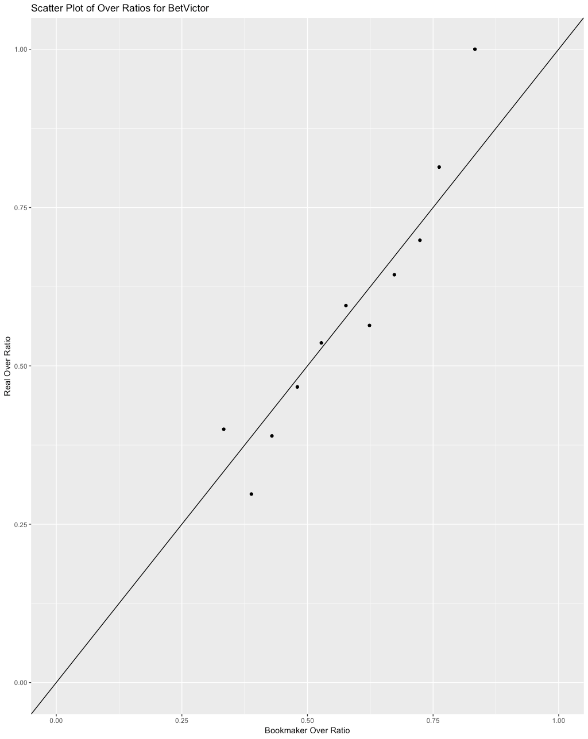 Scatter Plot of Over Ratios for BetVictor
1.00
0.75
0.50
0.25
0.00
Real Over Ratio
0.00 0.25 0.50 0.75 1.00
Bookmaker Over Ratio